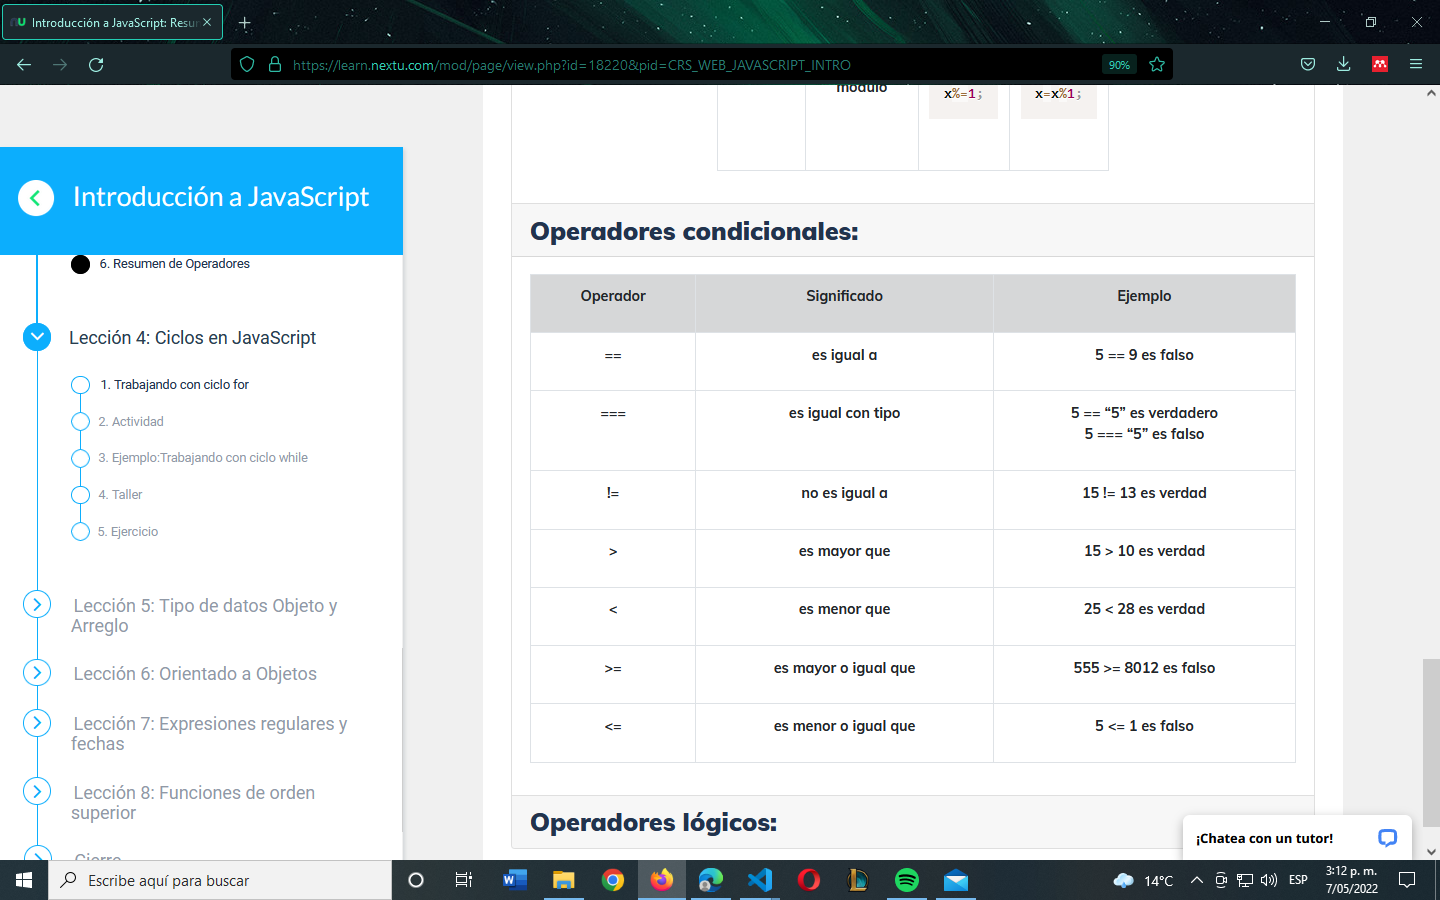 Introducción a JavaScript: Resum
https://learn.nextu.com/mod/page/view.php?id=18220&pid=CRS_WEB_JAVASCRIPT_INTRO
90%
Introducción a JavaScript
6. Resumen de Operadores
Lección 4: Ciclos en JavaScript
1. Trabajando con ciclo for
2. Actividad
3. Ejemplo:Trabajando con ciclo while
4. Taller
5. Ejercicio
Lección 5: Tipo de datos Objeto y
Arreglo
Lección 6: Orientado a Objetos
Lección 7: Expresiones regulares y
fechas
Lección 8: Funciones de orden
superior
Cierre
módulo x%=1; x=x%1;
Operadores condicionales:
Operador Significado Ejemplo
== es igual a 5 == 9 es falso
=== es igual con tipo 5 == “5” es verdadero
5 === “5” es falso
!= no es igual a 15 != 13 es verdad
> es mayor que 15 > 10 es verdad
< es menor que 25 < 28 es verdad
>= es mayor o igual que 555 >= 8012 es falso
<= es menor o igual que 5 <= 1 es falso
Operadores lógicos:
¡Chatea con un tutor!
Escribe aquí para buscar
14°C
ESP
3:12 p. m.
7/05/2022